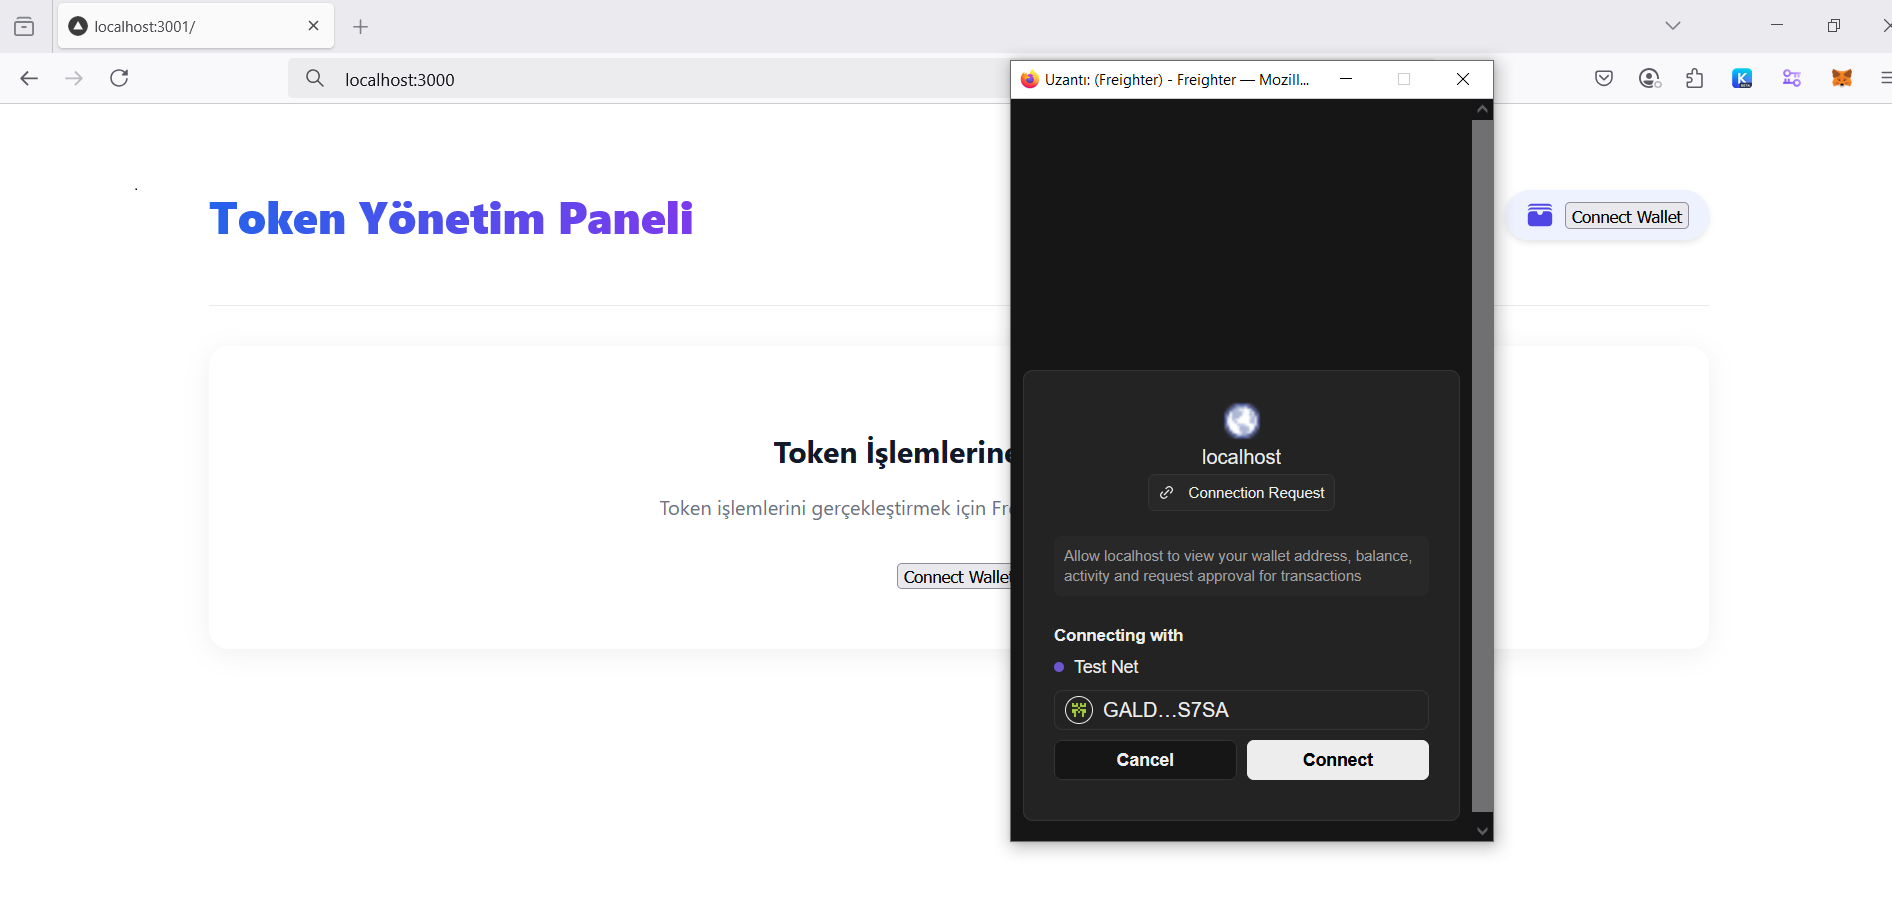 localhost:3001/
localhost:3000
Uzantı: (Freighter) - Freighter — Mozill...
Token Yönetim Paneli
Connect Wallet
Token İşlemlerine
Token işlemlerini gerçekleştirmek için Fre
Connect Wallet
localhost
Connection Request
Allow localhost to view your wallet address, balance,
activity and request approval for transactions
Connecting with
Test Net
GALD...S7SA
Cancel
Connect